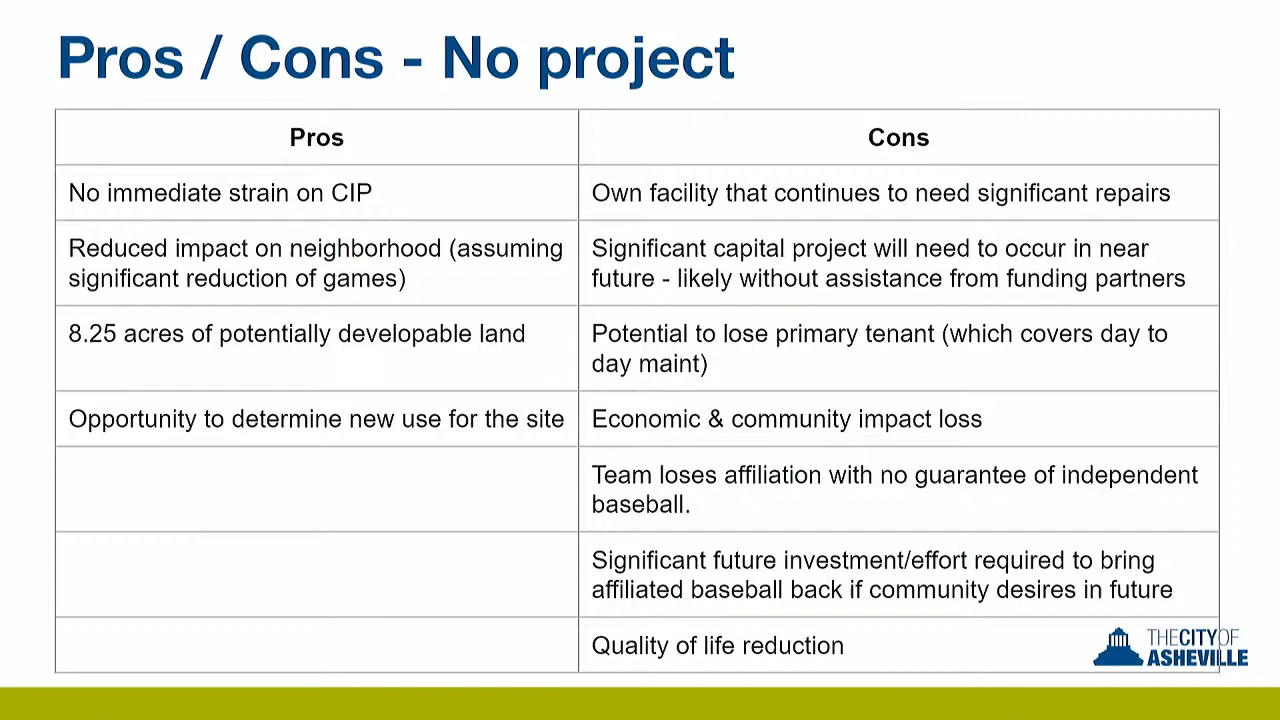 Pros / Cons - No project
Pros
Cons
No immediate strain on CIP
Own facility that continues to need significant repairs
Reduced impact on neighborhood (assuming
significant reduction of games)
Significant capital project will need to occur in near
future - likely without assistance from funding partners
8.25 acres of potentially developable land
Potential to lose primary tenant (which covers day to
day maint)
Opportunity to determine new use for the site
Economic & community impact loss
Team loses affiliation with no guarantee of independent
baseball.
Significant future investment/effort required to bring
affiliated baseball back if community desires in future
Quality of life reduction
THECITYOF
ASHEVILLE